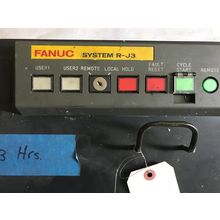 FANUC SYSTEM R-J3
USER1 USER2 REMOTE LOCAL HOLD FAULT RESET CYCLE START REMOTE
3 Hrs.